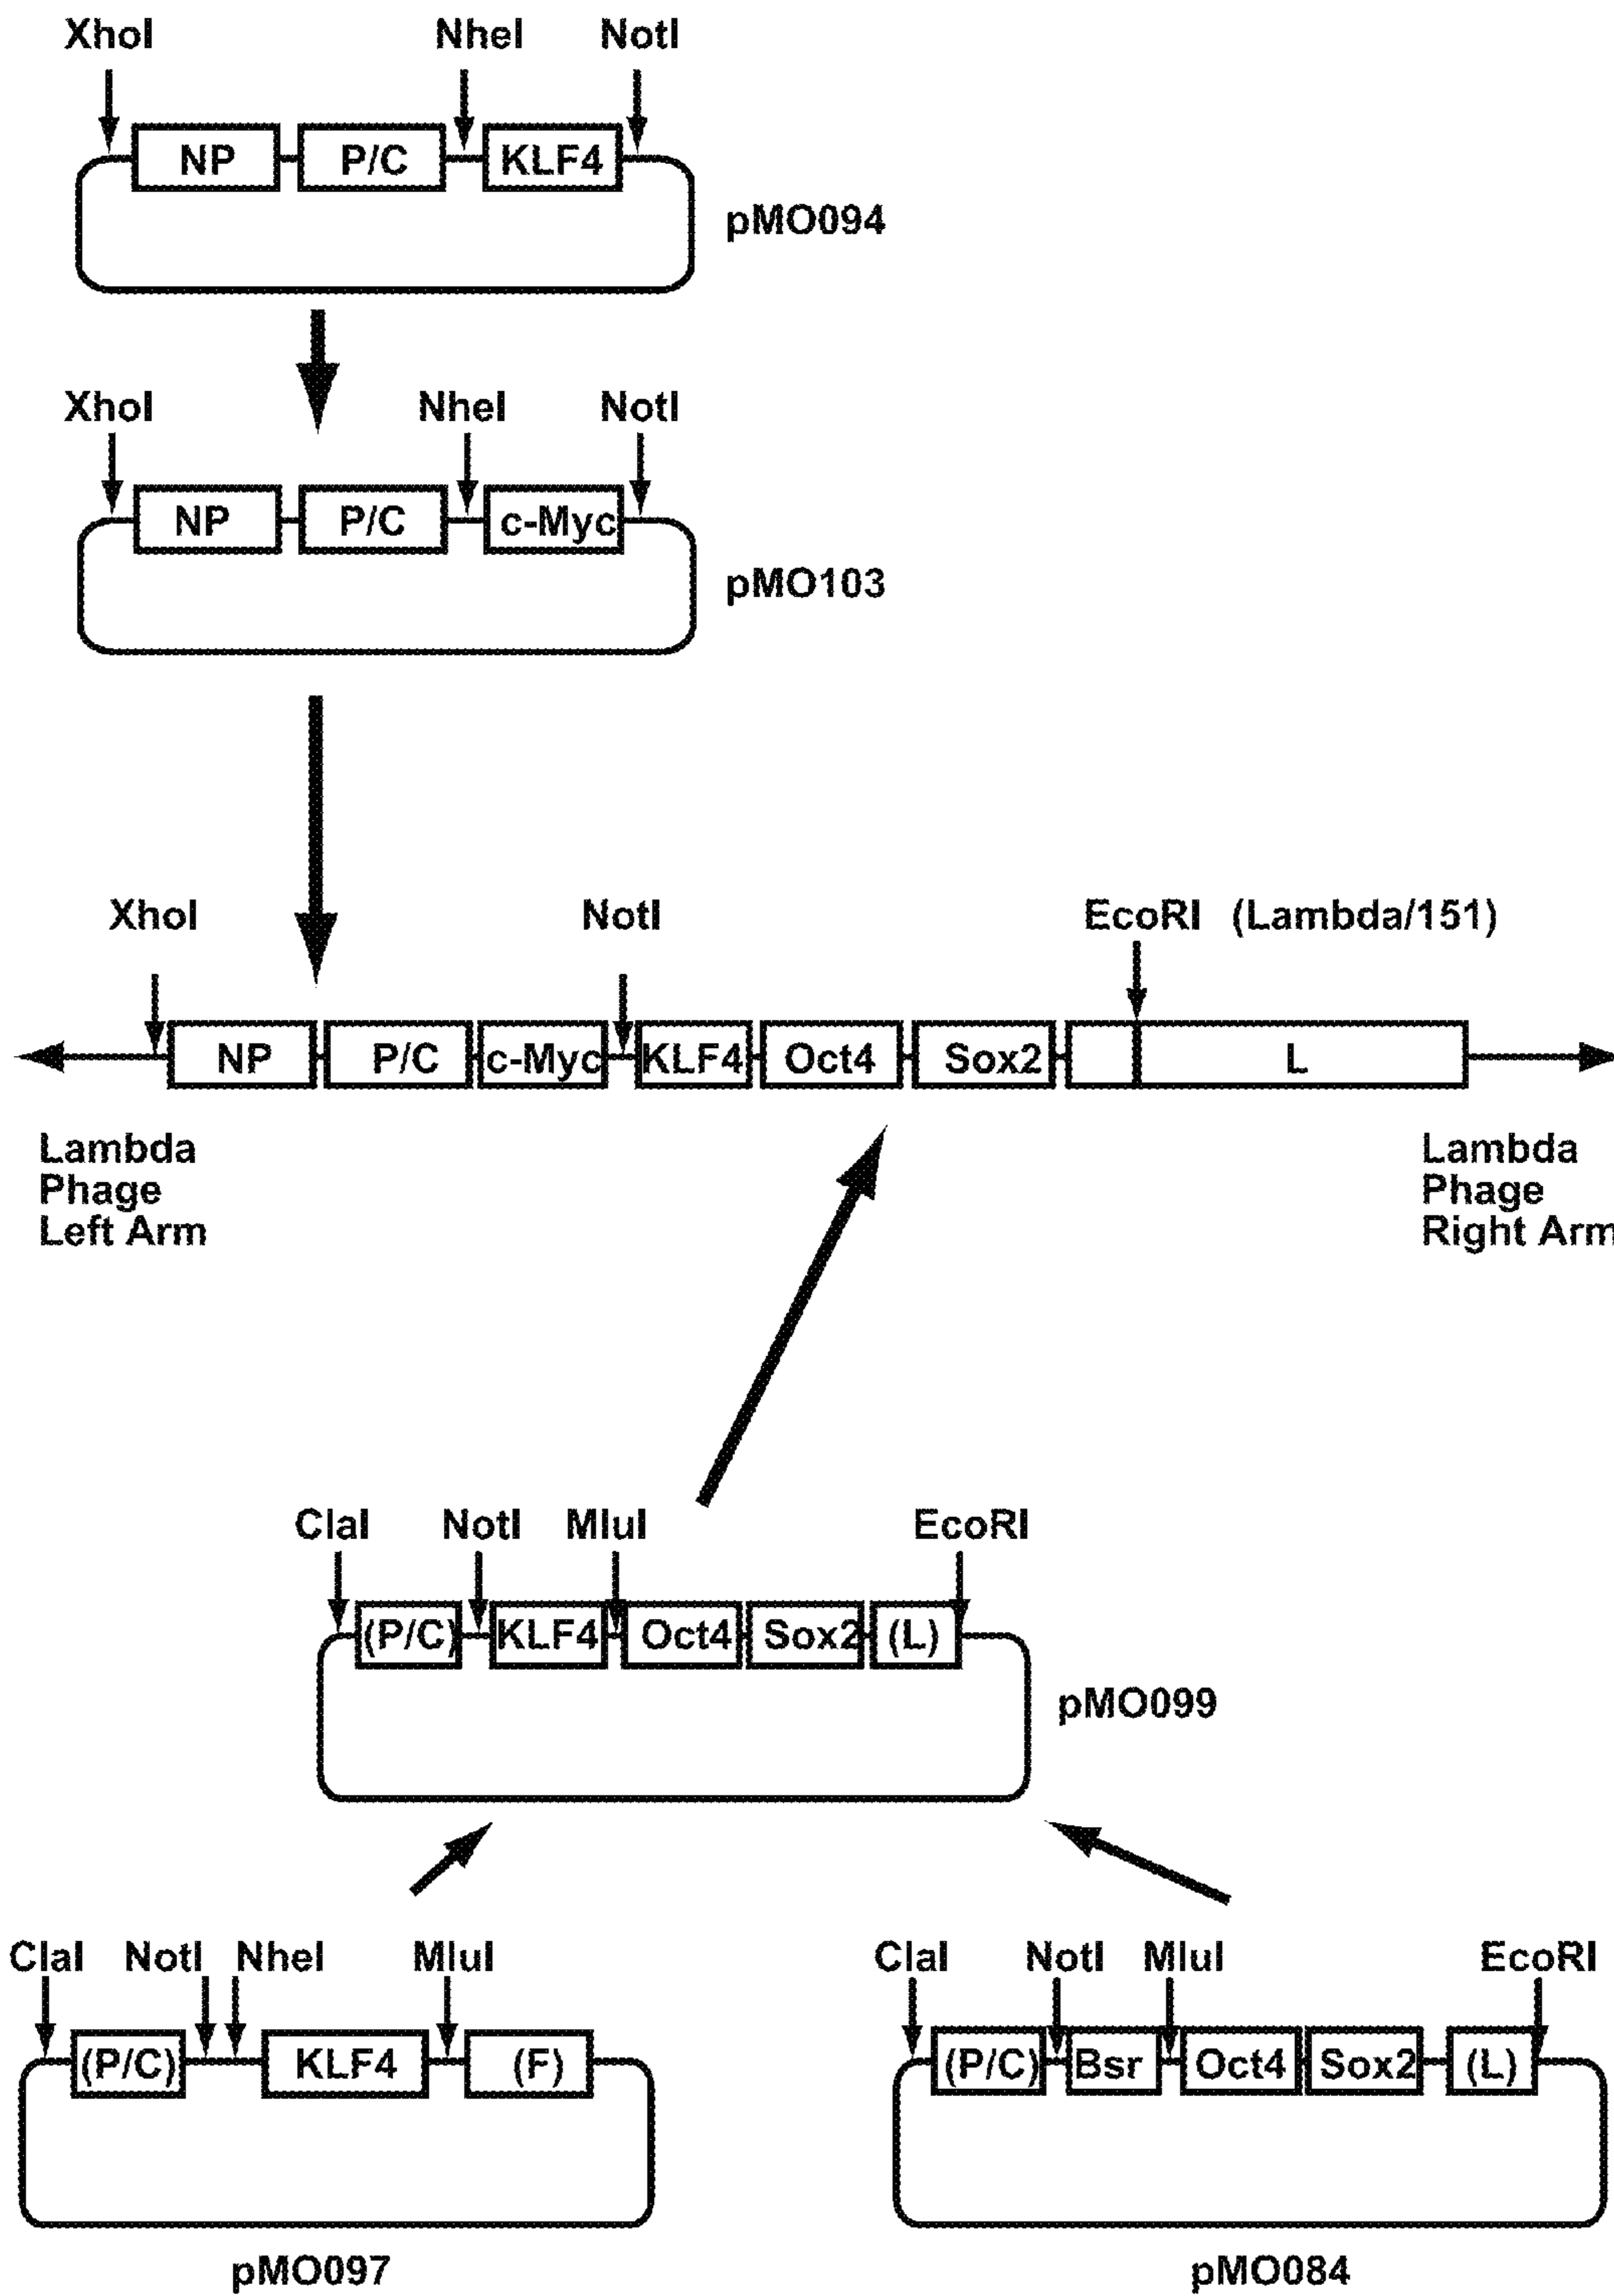 XhoI NheI NotI
NP P/C KLF4
pMO094
XhoI NheI NotI
NP P/C c-Myc
pMO103
XhoI NotI EcoRI (Lambda/151)
NP P/C c-Myc KLF4 Oct4 Sox2 L
Lambda Lambda
Phage Phage
Left Arm Right Arm
ClaI NotI MluI EcoRI
(P/C) KLF4 Oct4 Sox2 (L)
pMO099
ClaI NotI NheI MluI ClaI NotI MluI EcoRI
(P/C) KLF4 (F) (P/C) Bsr Oct4 Sox2 (L)
pMO097 pMO084